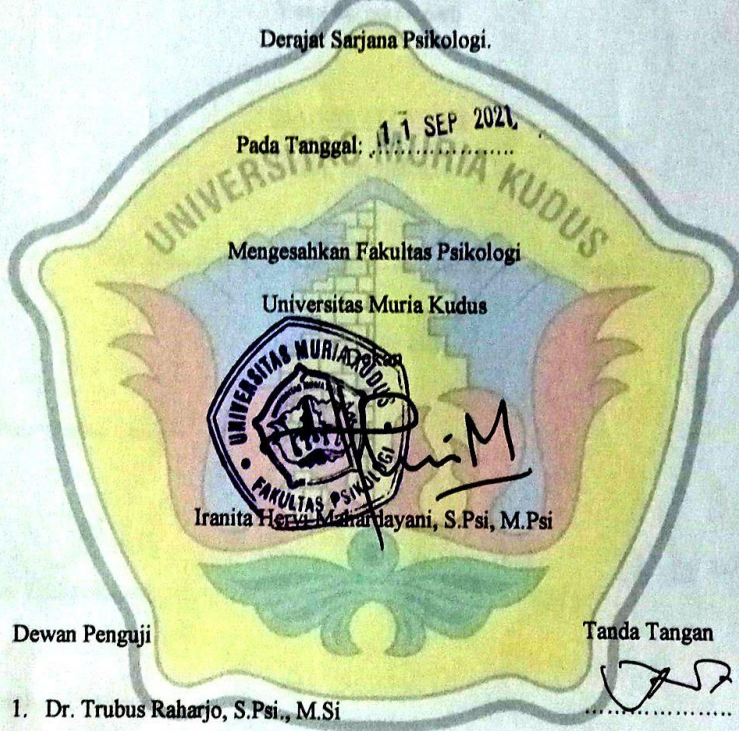 Derajat Sarjana Psikologi.
Pada Tanggal: 11 SEP 2021
UNIVERSITAS MURIA KUDUS
Mengesahkan Fakultas Psikologi
Universitas Muria Kudus
UNIVERSITAS MURIA KUDUS
FAKULTAS PSIKOLOGI
Iranita Hervi Mahardayani, S.Psi, M.Psi
Dewan Penguji Tanda Tangan
1. Dr. Trubus Raharjo, S.Psi., M.Si ....................